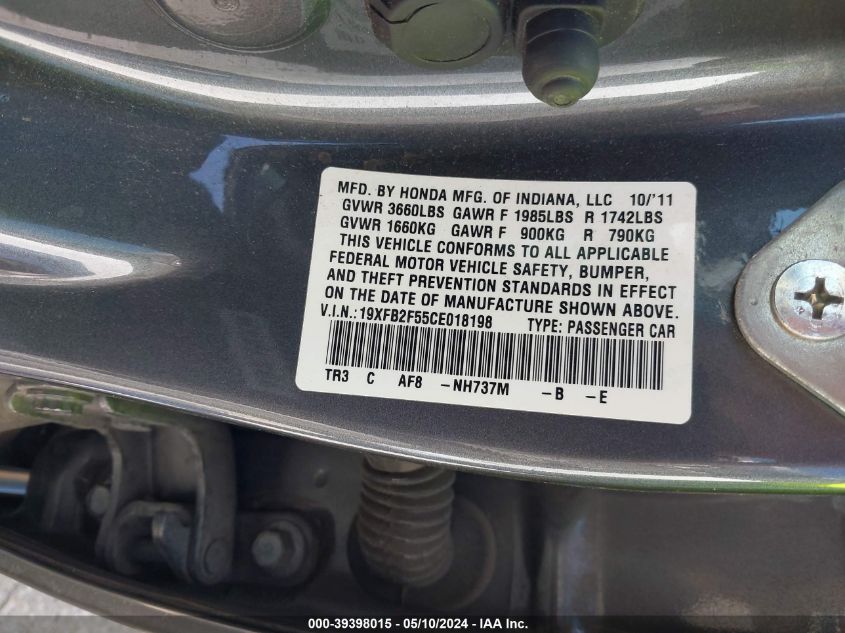 MFD. BY HONDA MFG. OF INDIANA, LLC 10/'11
GVWR 3660LBS GAWR F 1985LBS R 1742LBS
GVWR 1660KG GAWR F 900KG R 790KG
THIS VEHICLE CONFORMS TO ALL APPLICABLE
FEDERAL MOTOR VEHICLE SAFETY, BUMPER,
AND THEFT PREVENTION STANDARDS IN EFFECT
ON THE DATE OF MANUFACTURE SHOWN ABOVE.
V.I.N.: 19XFB2F55CE018198 TYPE: PASSENGER CAR
TR3 C AF8 -NH737M -B -E
000-39398015 - 05/10/2024 - IAA Inc.